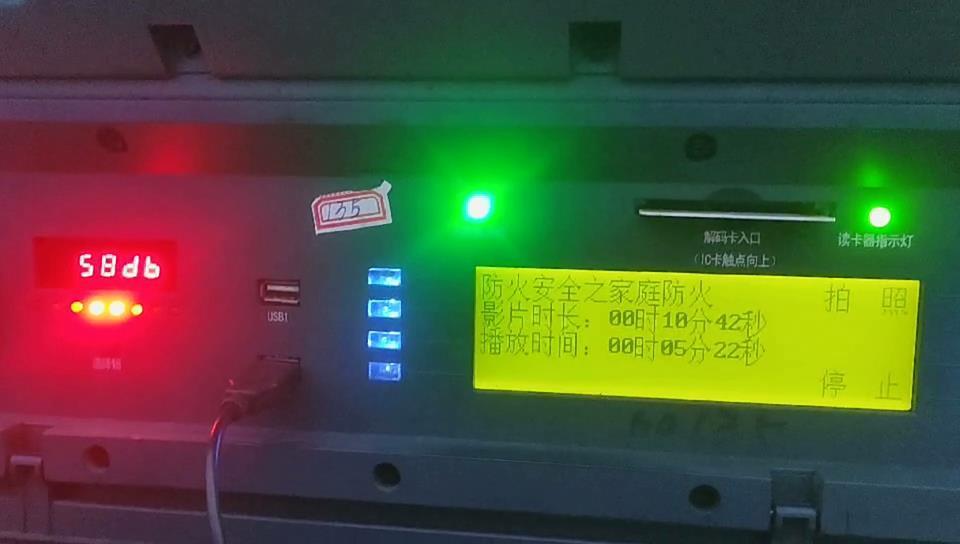 58db
USB1
105
解码卡入口
(IC卡触点向上)
读卡器指示灯
防火安全之家庭防火
影片时长: 00时10分42秒
播放时间: 00时05分22秒
拍 照
停 止